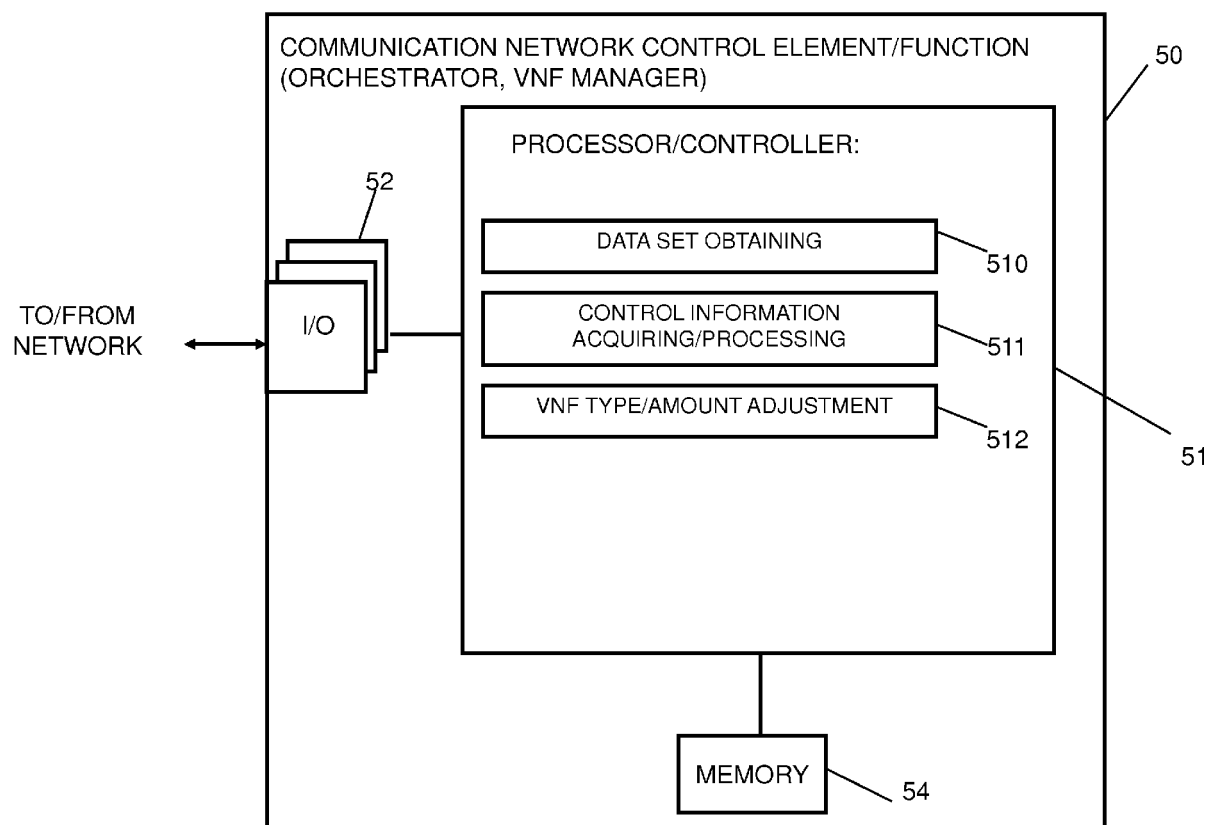 COMMUNICATION NETWORK CONTROL ELEMENT/FUNCTION
(ORCHESTRATOR, VNF MANAGER)
50
PROCESSOR/CONTROLLER:
52
DATA SET OBTAINING
510
TO/FROM
NETWORK
I/O
CONTROL INFORMATION
ACQUIRING/PROCESSING
511
VNF TYPE/AMOUNT ADJUSTMENT
512
51
MEMORY
54